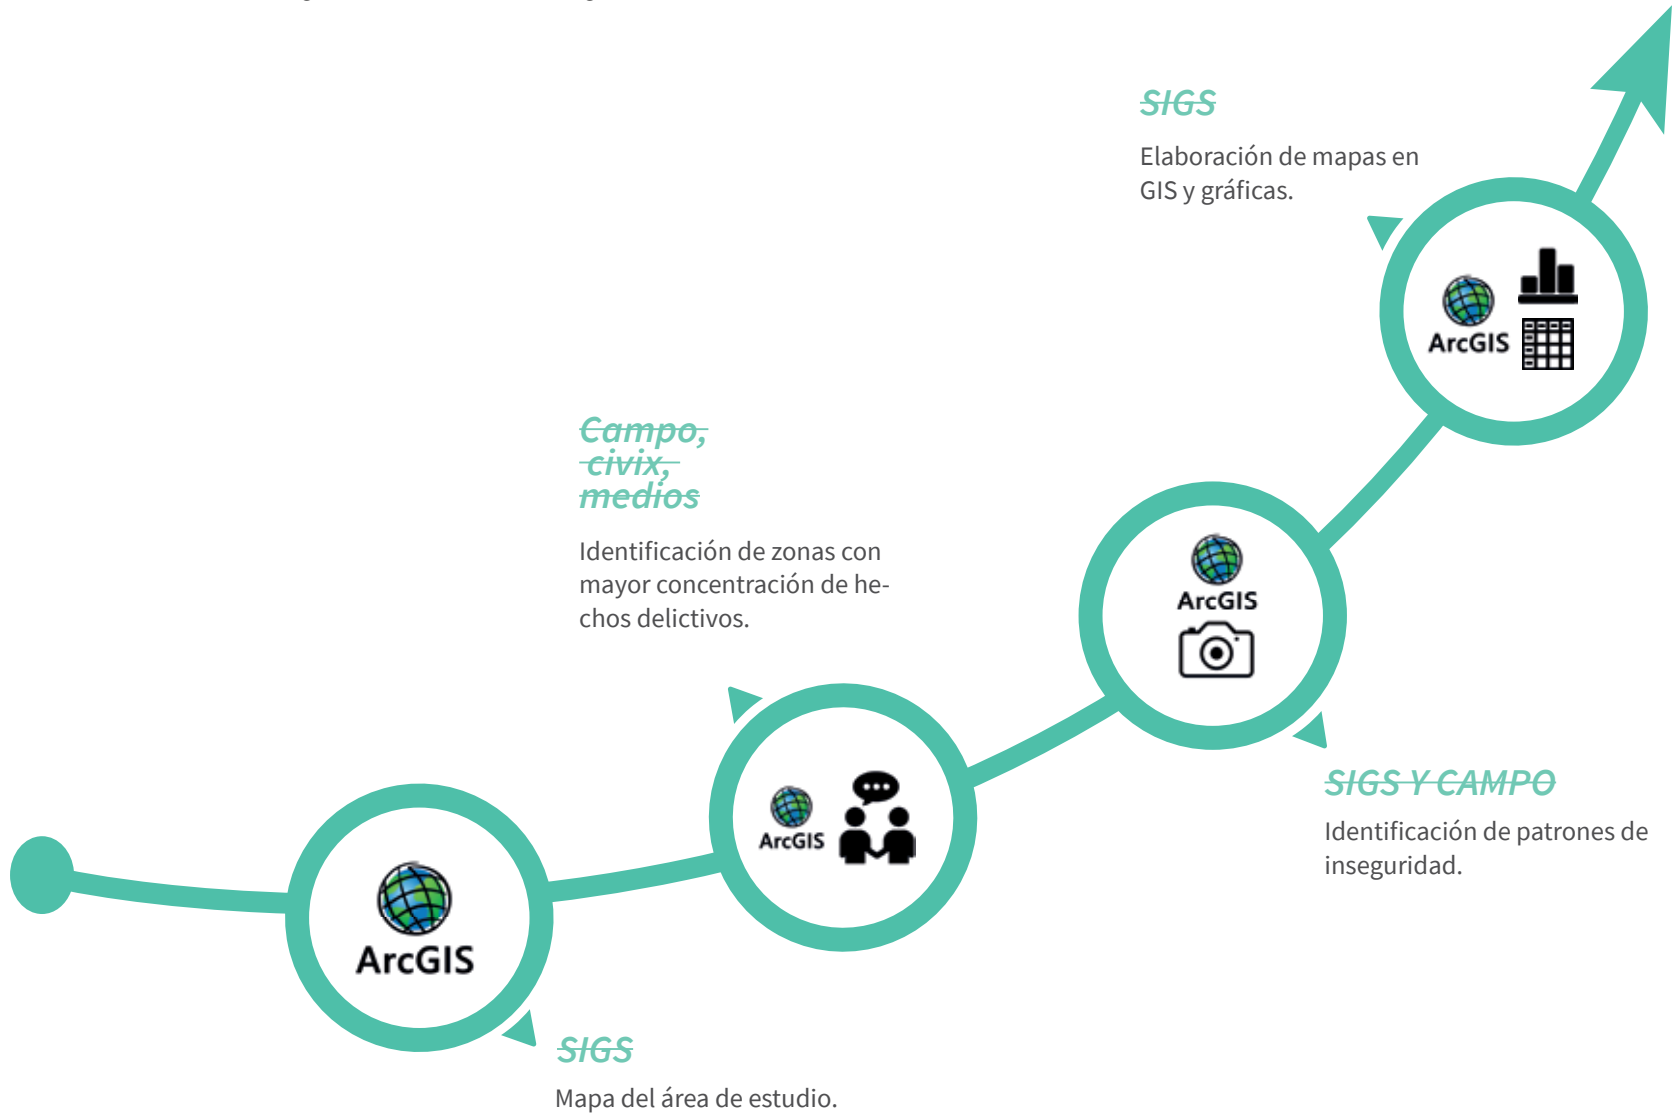 SIGS
Elaboración de mapas en
GIS y gráficas.
ArcGIS
Campo,
civix,
medios
Identificación de zonas con
mayor concentración de he-
chos delictivos.
ArcGIS
SIGS Y CAMPO
Identificación de patrones de
inseguridad.
ArcGIS
ArcGIS
SIGS
Mapa del área de estudio.